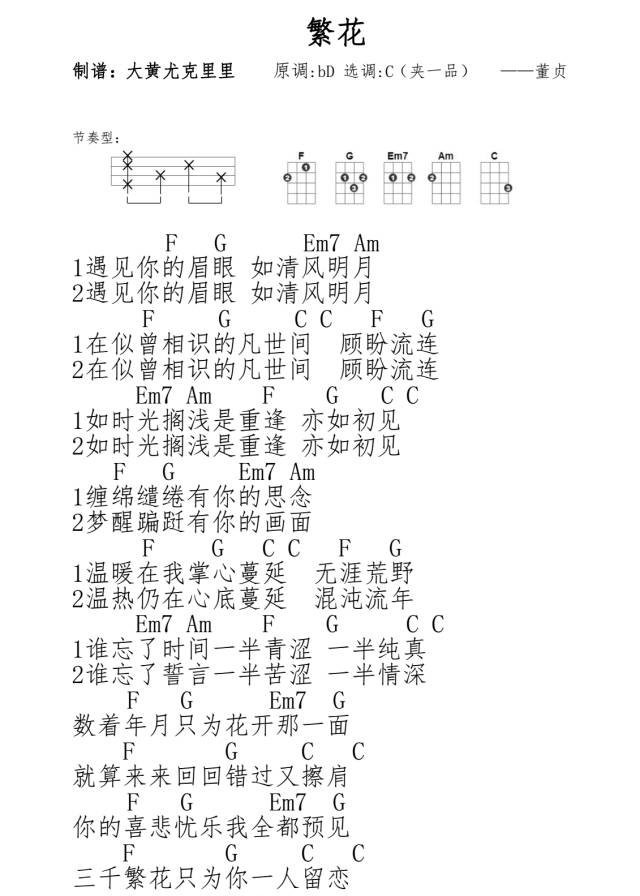 繁花
制谱：大黄尤克里里 原调:bD 选调:C（夹一品） ——董贞
节奏型:
F G Em7 Am C
2 1 1 2 3 1 2 2 3
F G Em7 Am
1遇见你的眉眼 如清风明月
2遇见你的眉眼 如清风明月
F G C C F G
1在似曾相识的凡世间 顾盼流连
2在似曾相识的凡世间 顾盼流连
Em7 Am F G C C
1如时光搁浅是重逢 亦如初见
2如时光搁浅是重逢 亦如初见
F G Em7 Am
1缠绵缱绻有你的思念
2梦醒蹁跹有你的画面
F G C C F G
1温暖在我掌心蔓延 无涯荒野
2温热仍在心底蔓延 混沌流年
Em7 Am F G C C
1谁忘了时间一半青涩 一半纯真
2谁忘了誓言一半苦涩 一半情深
F G Em7 G
数着年月只为花开那一面
F G C C
就算来来回回错过又擦肩
F G Em7 G
你的喜悲忧乐我全都预见
F G C C
三千繁花只为你一人留恋